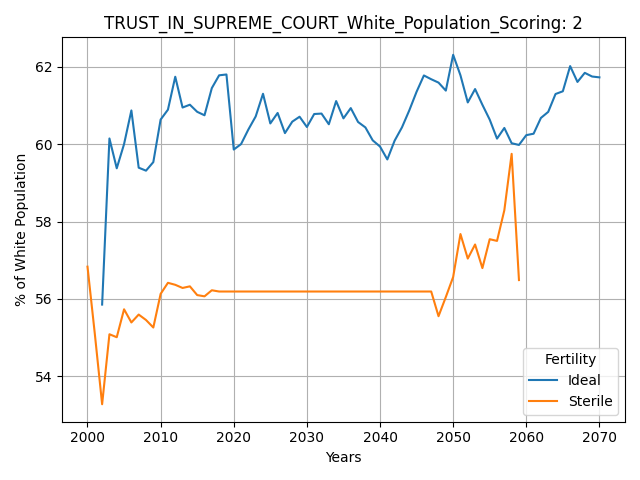 TRUST_IN_SUPREME_COURT_White_Population_Scoring: 2
% of White Population
62
60
58
56
54
2000 2010 2020 2030 2040 2050 2060 2070
Years
Fertility
Ideal
Sterile